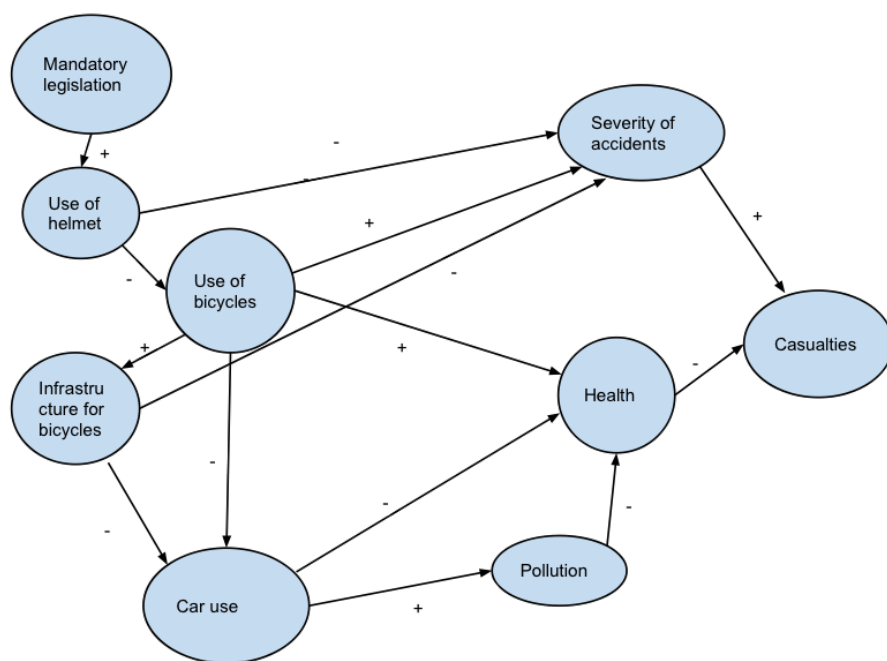 Mandatory
legislation
+
Use of
helmet
-
-
-
Severity of
accidents
+
Use of
bicycles
+
-
+
-
+
Casualties
Infrastru
cture for
bicycles
Health
-
-
-
-
-
Pollution
Car use
+